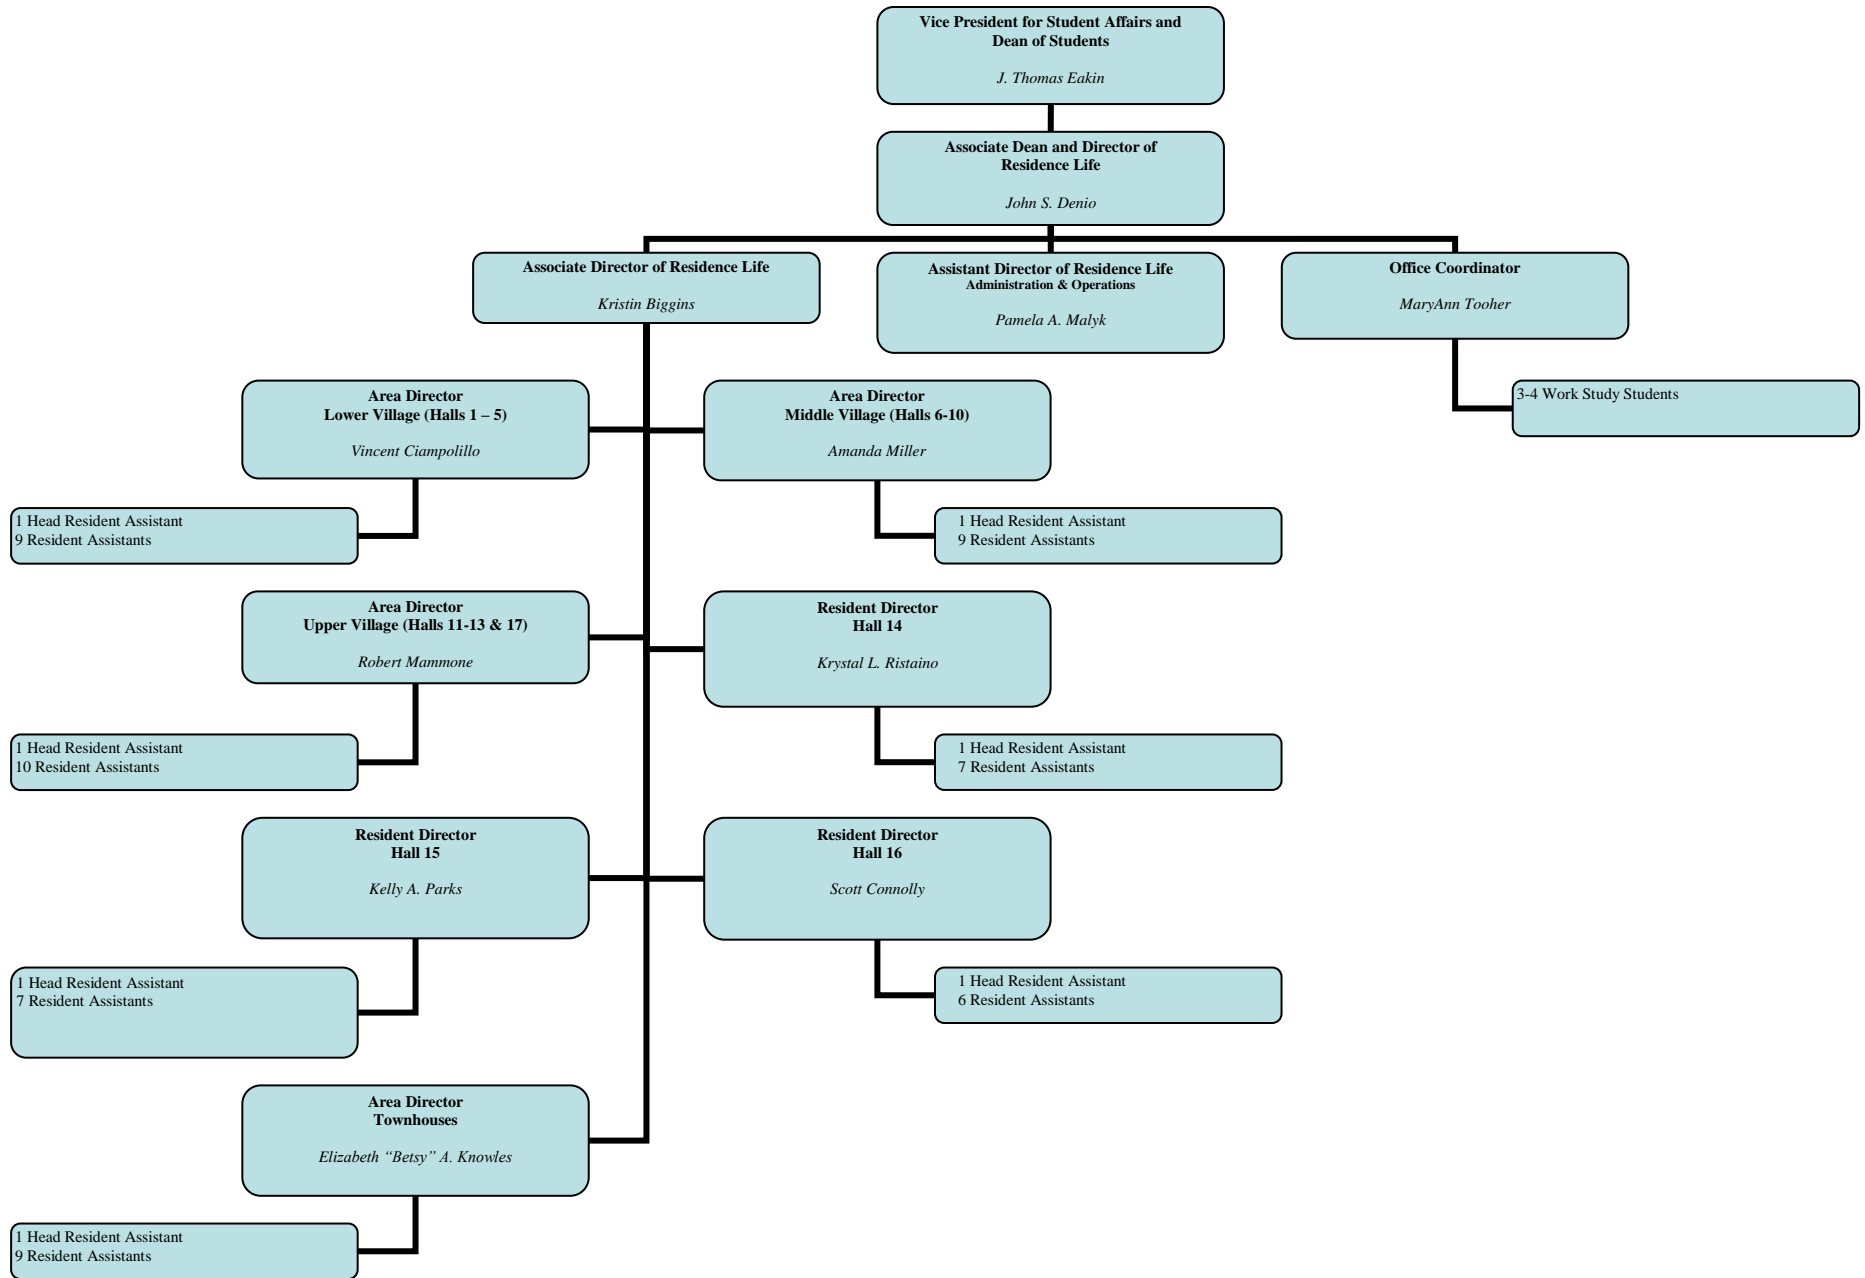 Vice President for Student Affairs and
Dean of Students
J. Thomas Eakin
Associate Dean and Director of
Residence Life
John S. Denio
Associate Director of Residence Life
Kristin Biggins
Assistant Director of Residence Life
Administration & Operations
Pamela A. Malyk
Office Coordinator
MaryAnn Tooher
3-4 Work Study Students
Area Director
Lower Village (Halls 1 – 5)
Vincent Ciampolillo
Area Director
Middle Village (Halls 6-10)
Amanda Miller
1 Head Resident Assistant
9 Resident Assistants
1 Head Resident Assistant
9 Resident Assistants
Area Director
Upper Village (Halls 11-13 & 17)
Robert Mammone
Resident Director
Hall 14
Krystal L. Ristaino
1 Head Resident Assistant
10 Resident Assistants
1 Head Resident Assistant
7 Resident Assistants
Resident Director
Hall 15
Kelly A. Parks
Resident Director
Hall 16
Scott Connolly
1 Head Resident Assistant
7 Resident Assistants
1 Head Resident Assistant
6 Resident Assistants
Area Director
Townhouses
Elizabeth “Betsy” A. Knowles
1 Head Resident Assistant
9 Resident Assistants